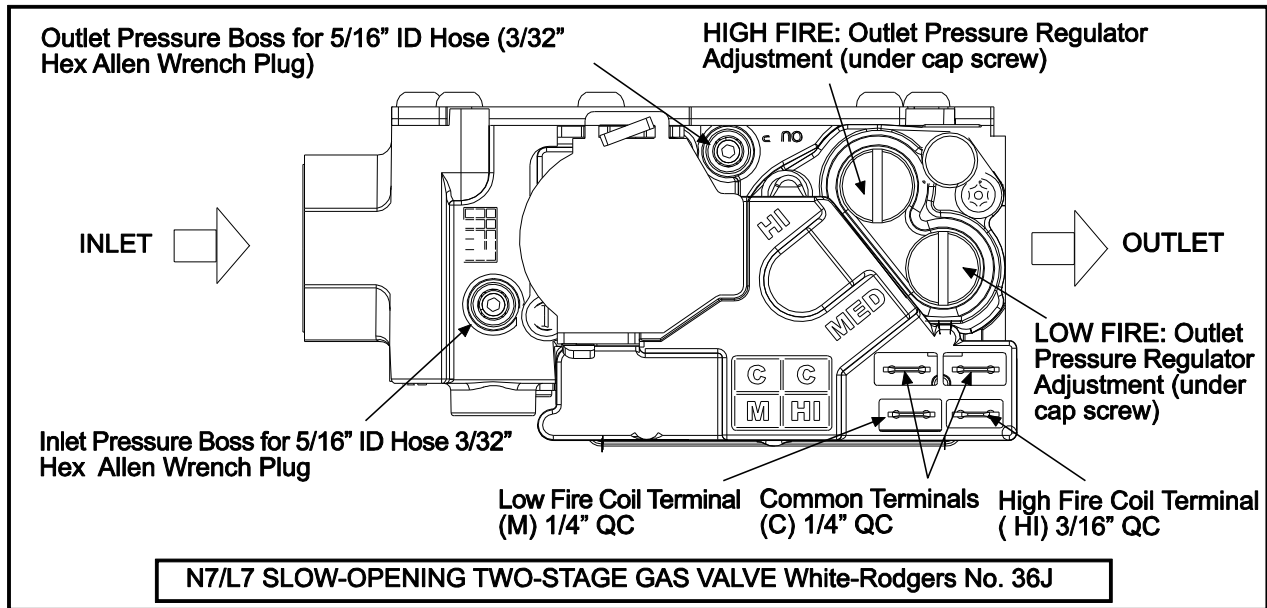 Outlet Pressure Boss for 5/16” ID Hose (3/32”
Hex Allen Wrench Plug)
HIGH FIRE: Outlet Pressure Regulator
Adjustment (under cap screw)
OU
HI
INLET
OUTLET
MED
LOW FIRE: Outlet
Pressure Regulator
Adjustment (under
cap screw)
C C
M HI
Inlet Pressure Boss for 5/16” ID Hose 3/32”
Hex Allen Wrench Plug
Low Fire Coil Terminal
(M) 1/4” QC
Common Terminals
(C) 1/4” QC
High Fire Coil Terminal
( HI) 3/16” QC
N7/L7 SLOW-OPENING TWO-STAGE GAS VALVE White-Rodgers No. 36J